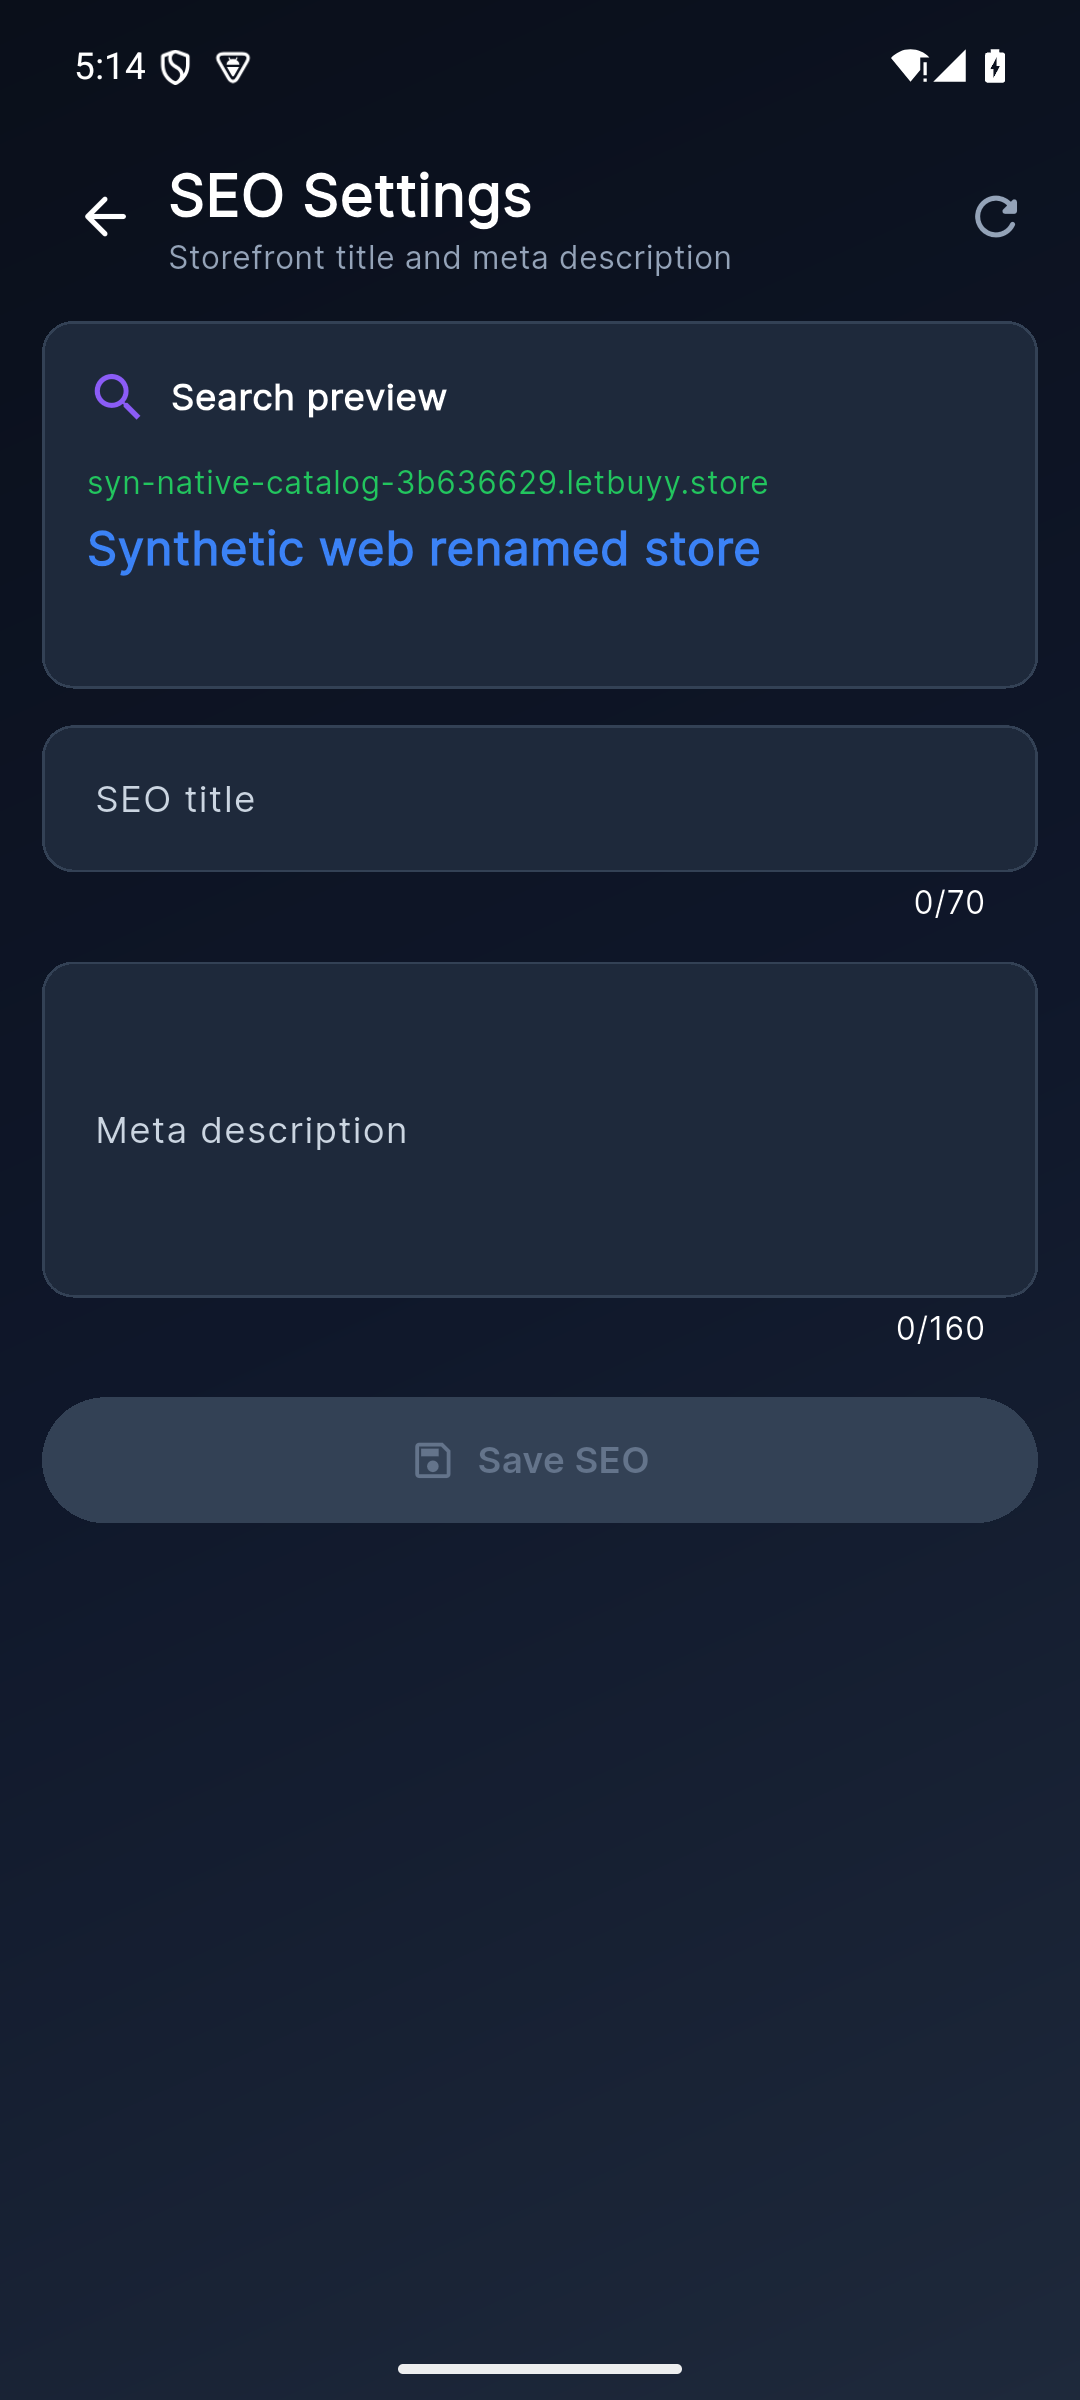 5:14
SEO Settings
Storefront title and meta description
Search preview
syn-native-catalog-3b636629.letbuyy.store
Synthetic web renamed store
SEO title
0/70
Meta description
0/160
Save SEO